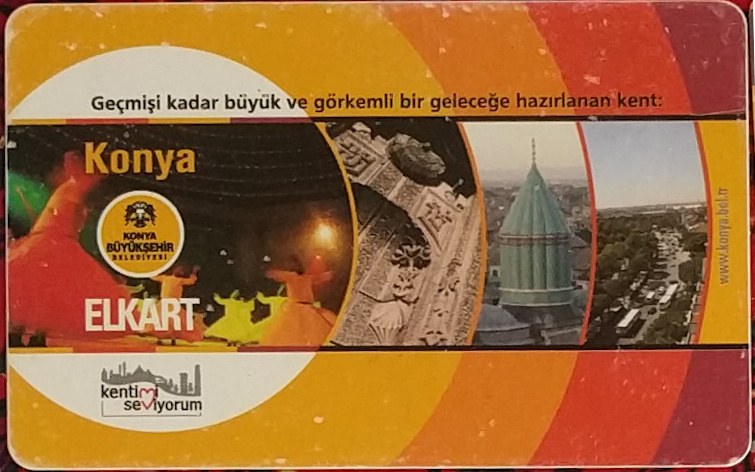 Geçmişi kadar büyük ve görkemli bir geleceğe hazırlanan kent:
Konya
KONYA
BÜYÜKŞEHİR
BELEDİYESİ
ELKART
www.konya.bel.tr
kentimi
seviyorum